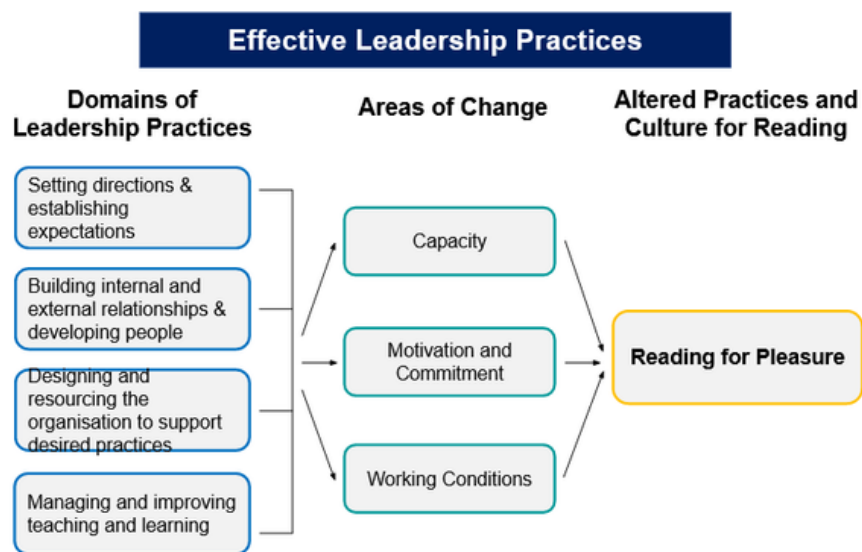 Effective Leadership Practices
Domains of
Leadership Practices
Setting directions &
establishing
expectations
Building internal and
external relationships &
developing people
Designing and
resourcing the
organisation to support
desired practices
Managing and improving
teaching and learning
Areas of Change
Capacity
Motivation and
Commitment
Working Conditions
Altered Practices and
Culture for Reading
Reading for Pleasure